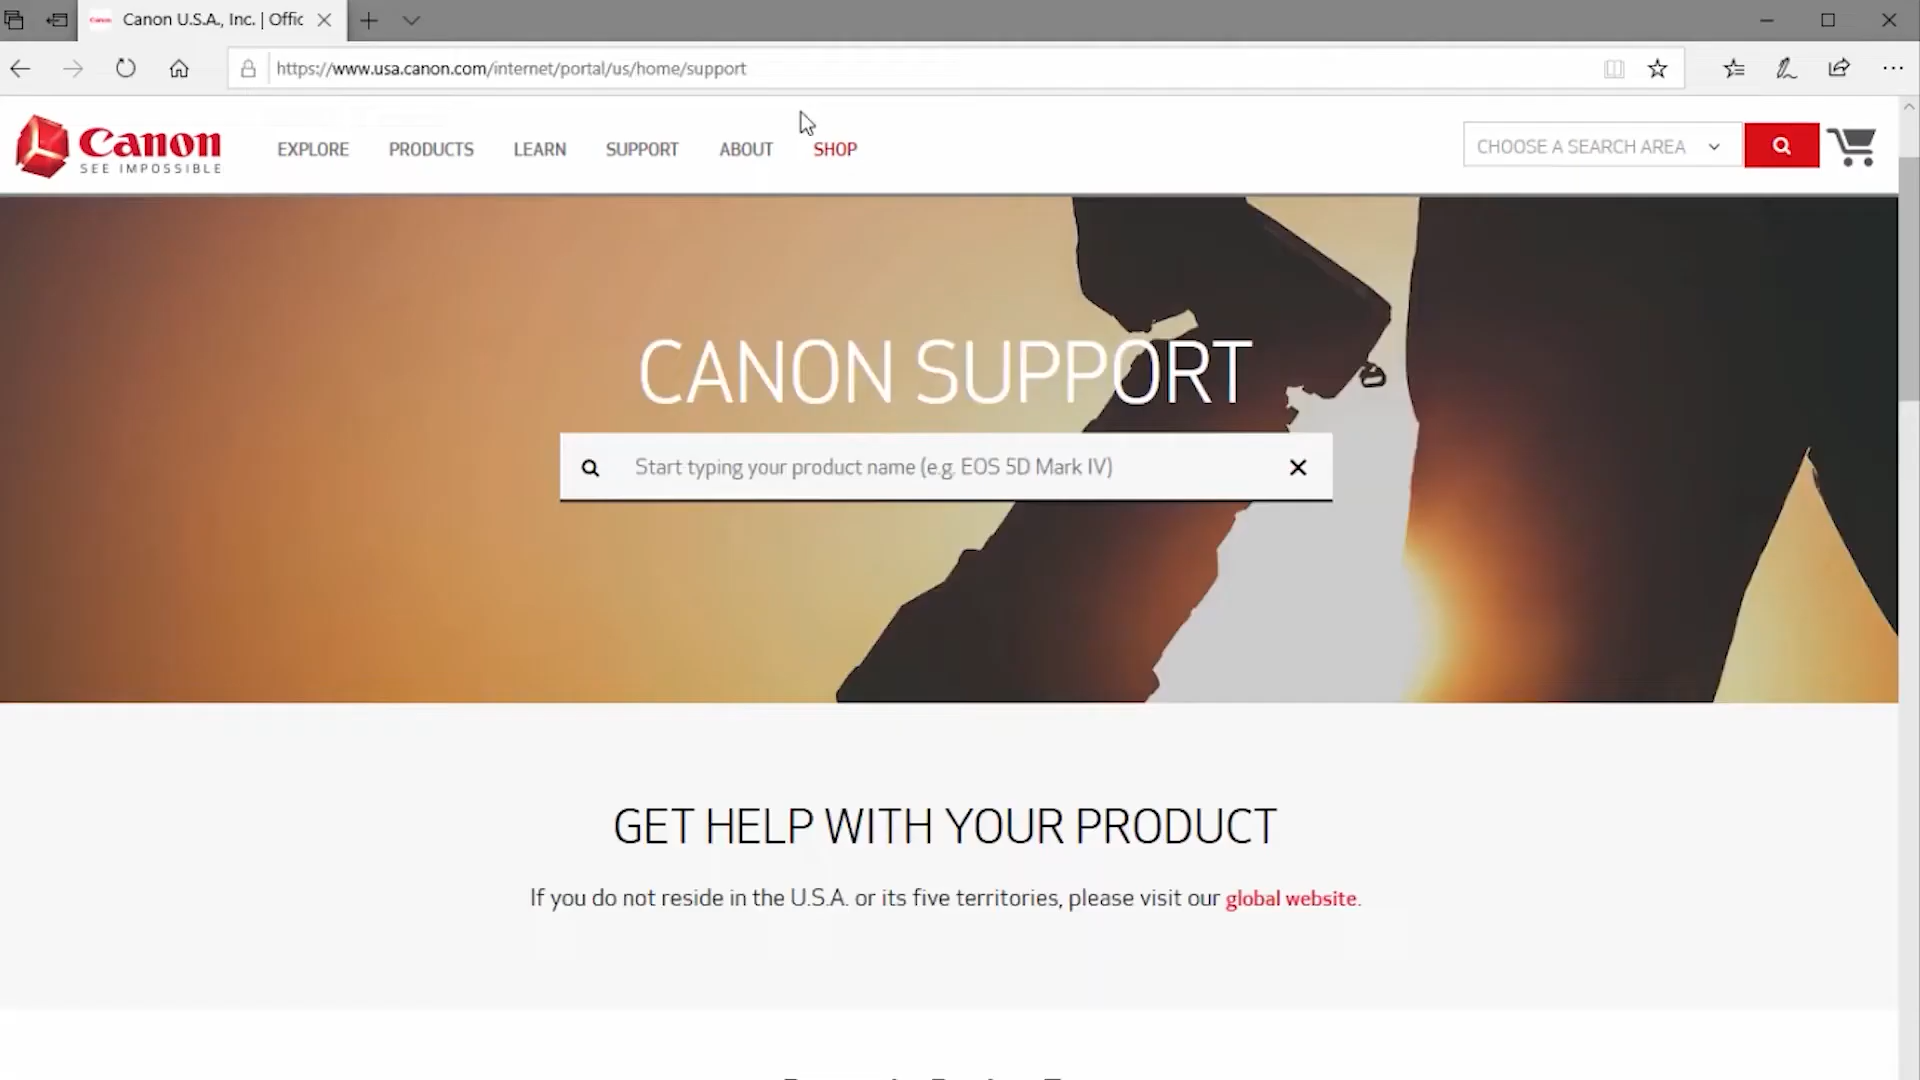 Canon U.S.A., Inc. | Offic
https://www.usa.canon.com/internet/portal/us/home/support
Canon
SEE IMPOSSIBLE
EXPLORE
PRODUCTS
LEARN
SUPPORT
ABOUT
SHOP
CHOOSE A SEARCH AREA
CANON SUPPORT
Start typing your product name (e.g. EOS 5D Mark IV)
GET HELP WITH YOUR PRODUCT
If you do not reside in the U.S.A. or its five territories, please visit our global website.